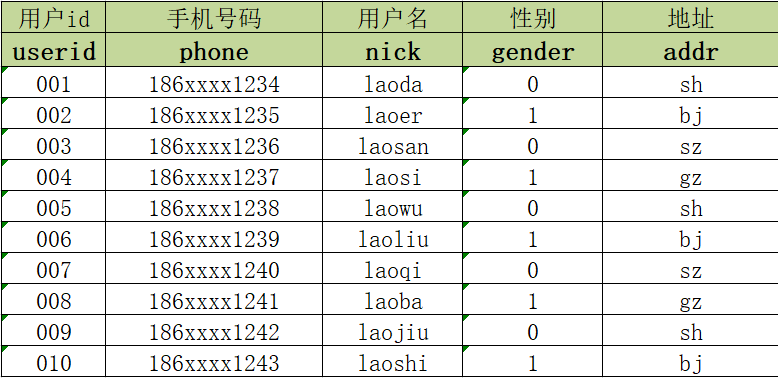 用户id 手机号码 用户名 性别 地址
userid phone nick gender addr
001 186xxxx1234 laoda 0 sh
002 186xxxx1235 laoer 1 bj
003 186xxxx1236 laosan 0 sz
004 186xxxx1237 laosi 1 gz
005 186xxxx1238 laowu 0 sh
006 186xxxx1239 laoliu 1 bj
007 186xxxx1240 laoqi 0 sz
008 186xxxx1241 laoba 1 gz
009 186xxxx1242 laojiu 0 sh
010 186xxxx1243 laoshi 1 bj